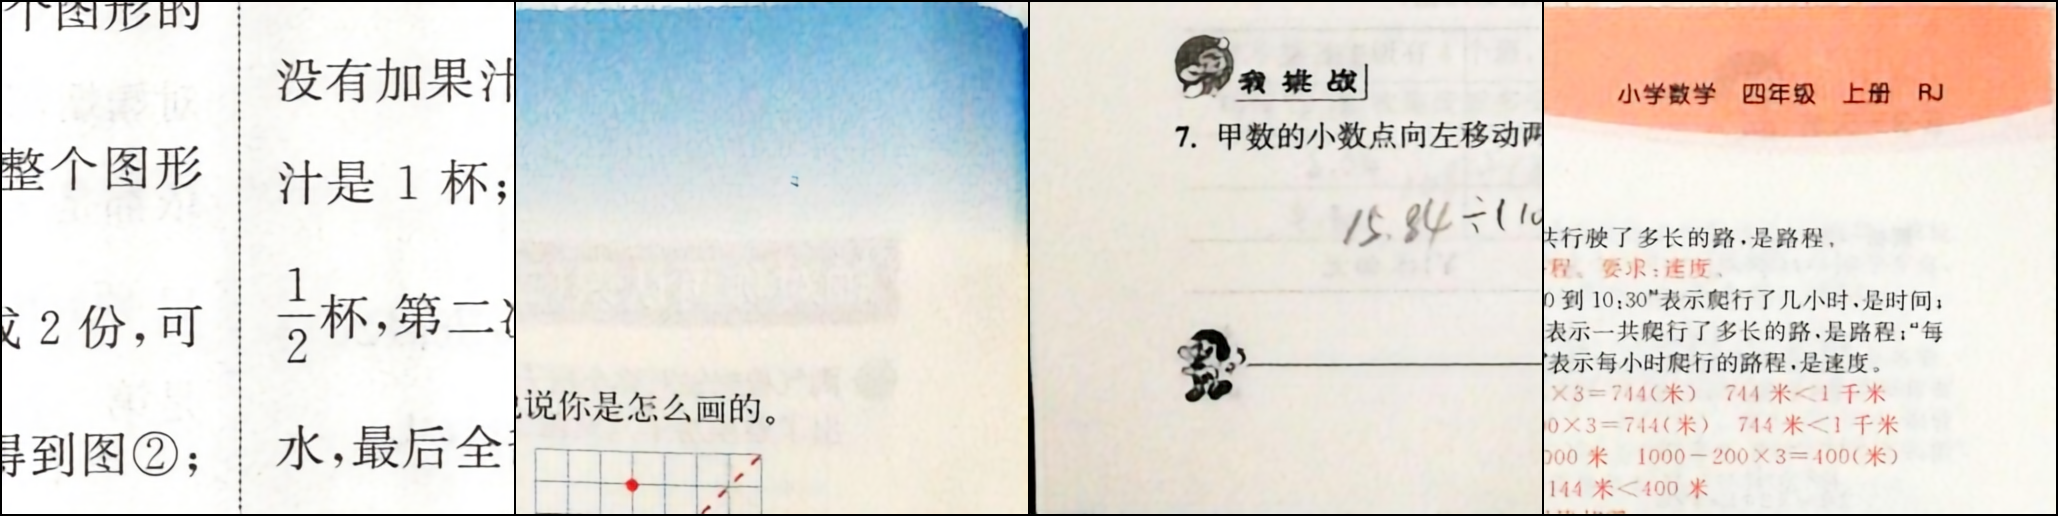 个图形的
整个图形
成 2 份,可
得到图②;
没有加果汁
汁是 1 杯;
1/2杯,第二次
水,最后全
说你是怎么画的。
我挑战
7. 甲数的小数点向左移动两
15.84÷(10
小学数学 四年级 上册 RJ
共行驶了多长的路,是路程。
程。要求:速度。
0 到 10:30”表示爬行了几小时,是时间;
表示一共爬行了多长的路,是路程;“每
”表示每小时爬行的路程,是速度。
×3=744(米) 744 米<1 千米
00×3=744(米) 744 米<1 千米
000 米 1000-200×3=400(米)
144 米<400 米